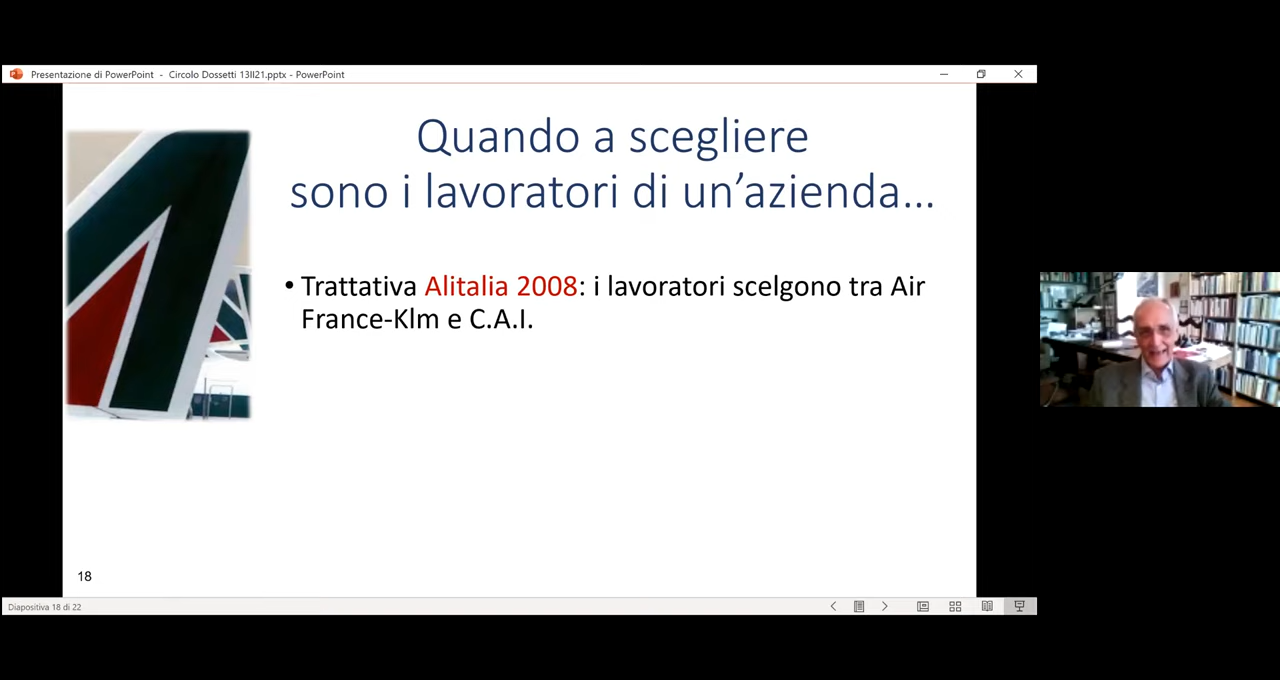 Presentazione di PowerPoint - Circolo Dossetti 13II21.pptx - PowerPoint
Quando a scegliere
sono i lavoratori di un’azienda…
• Trattativa Alitalia 2008: i lavoratori scelgono tra Air
France-Klm e C.A.I.
18
Diapositiva 18 di 22